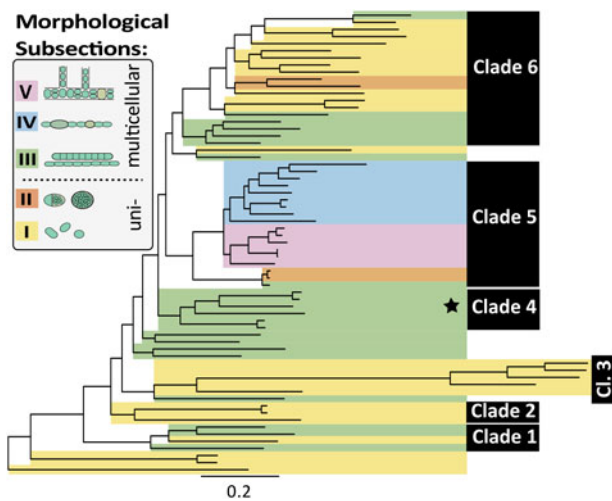 Morphological
Subsections:
V
IV
III
II
I
multicellular
uni-
Clade 6
Clade 5
Clade 4
Cl. 3
Clade 2
Clade 1
0.2